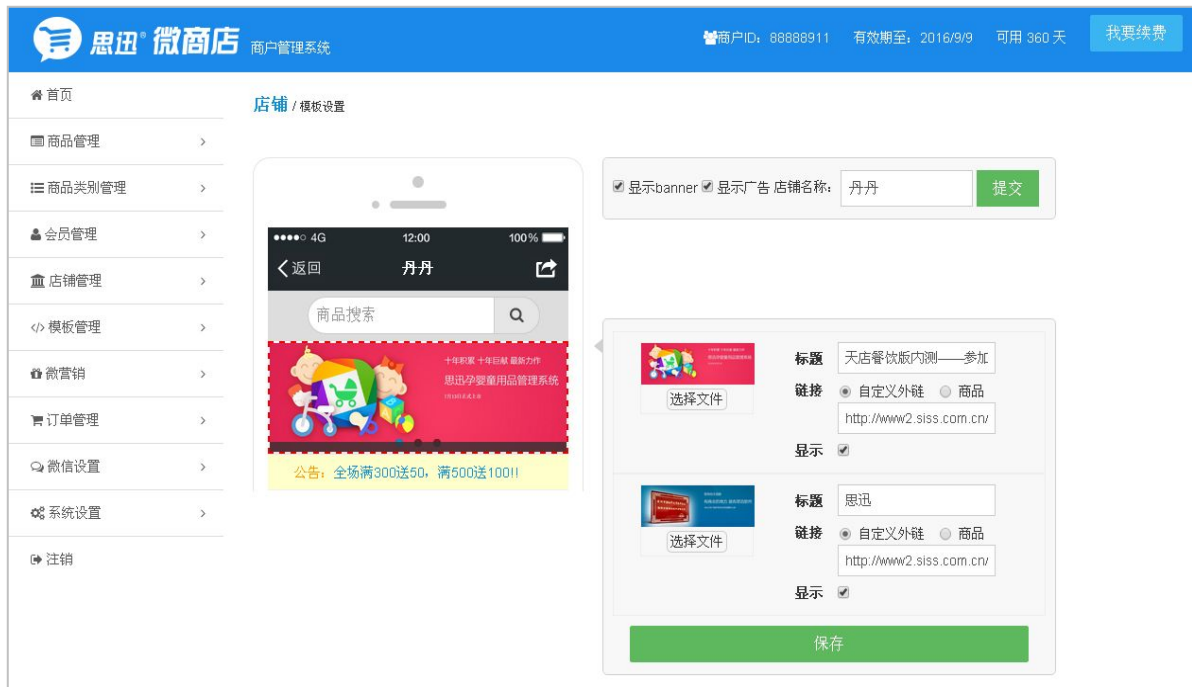 思迅® 微商店 商户管理系统
商户ID：88888911 有效期至：2016/9/9 可用 360 天 我要续费
首页
商品管理
商品类别管理
会员管理
店铺管理
模板管理
微营销
订单管理
微信设置
系统设置
注销
店铺 / 模板设置
4G 12:00 100%
返回 丹丹
商品搜索
十年积累 十年巨献 最新力作
思迅孕婴童用品管理系统
公告：全场满300送50，满500送100!!
显示banner 显示广告 店铺名称： 丹丹 提交
选择文件
标题 天店餐饮版内测——参加
链接 自定义外链 商品
http://www2.siss.com.cn/
显示
选择文件
标题 思迅
链接 自定义外链 商品
http://www2.siss.com.cn/
显示
保存